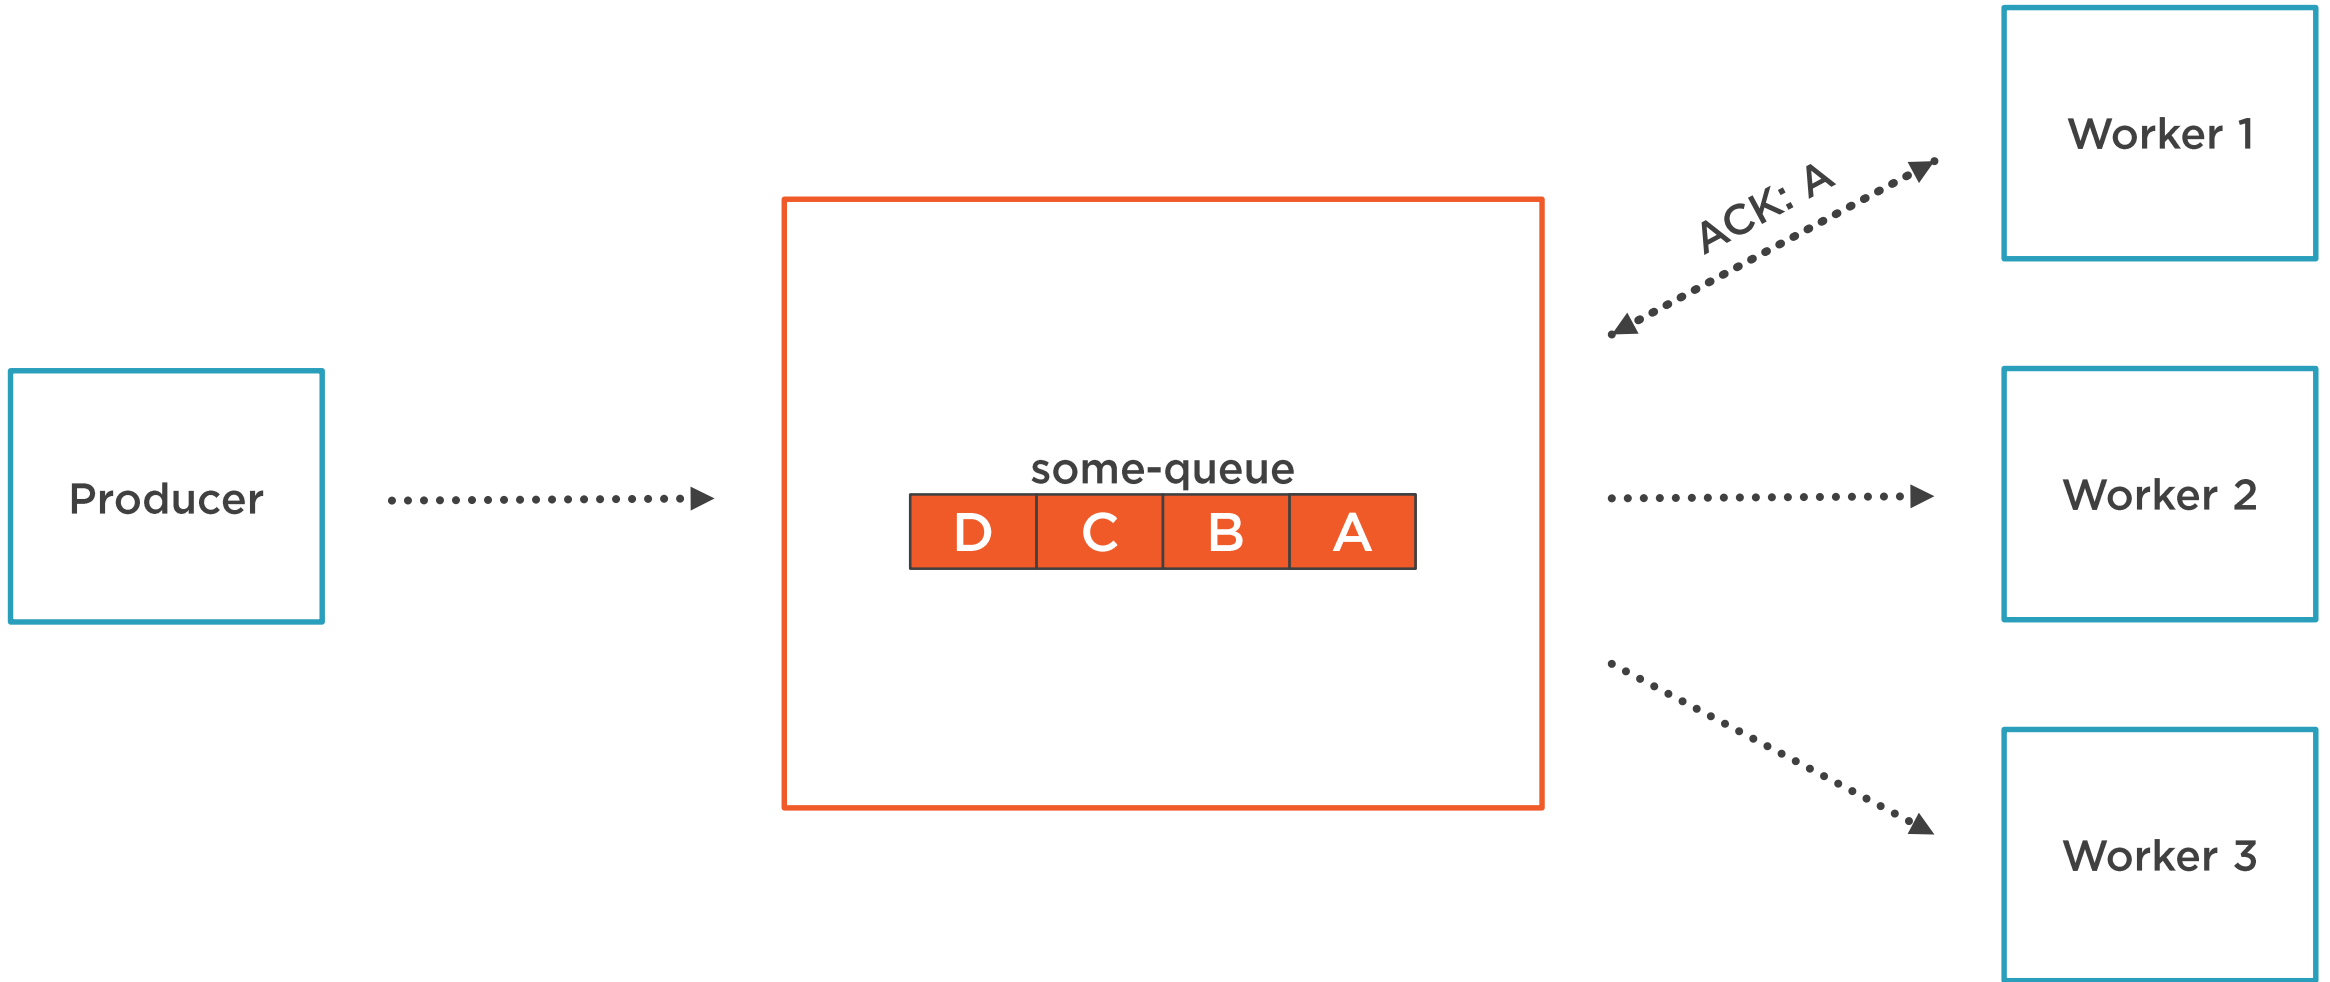 Producer
some-queue
D C B A
ACK: A
Worker 1
Worker 2
Worker 3